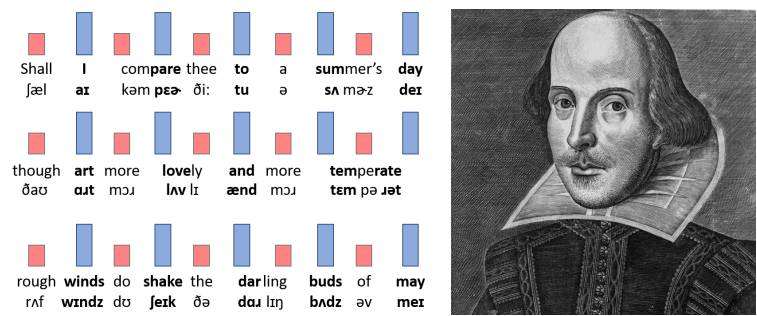 Shall I compare thee to a summer's day
ʃæl aɪ kəm pɛɚ ðiː tu ə sʌ mɚz deɪ
though art more lovely and more temperate
ðaʊ ɑɹt mɔɹ lʌv lɪ ænd mɔɹ tɛm pə ɹət
rough winds do shake the darling buds of may
rʌf wɪndz dʊ ʃeɪk ðə dɑɹ lɪŋ bʌdz əv meɪ